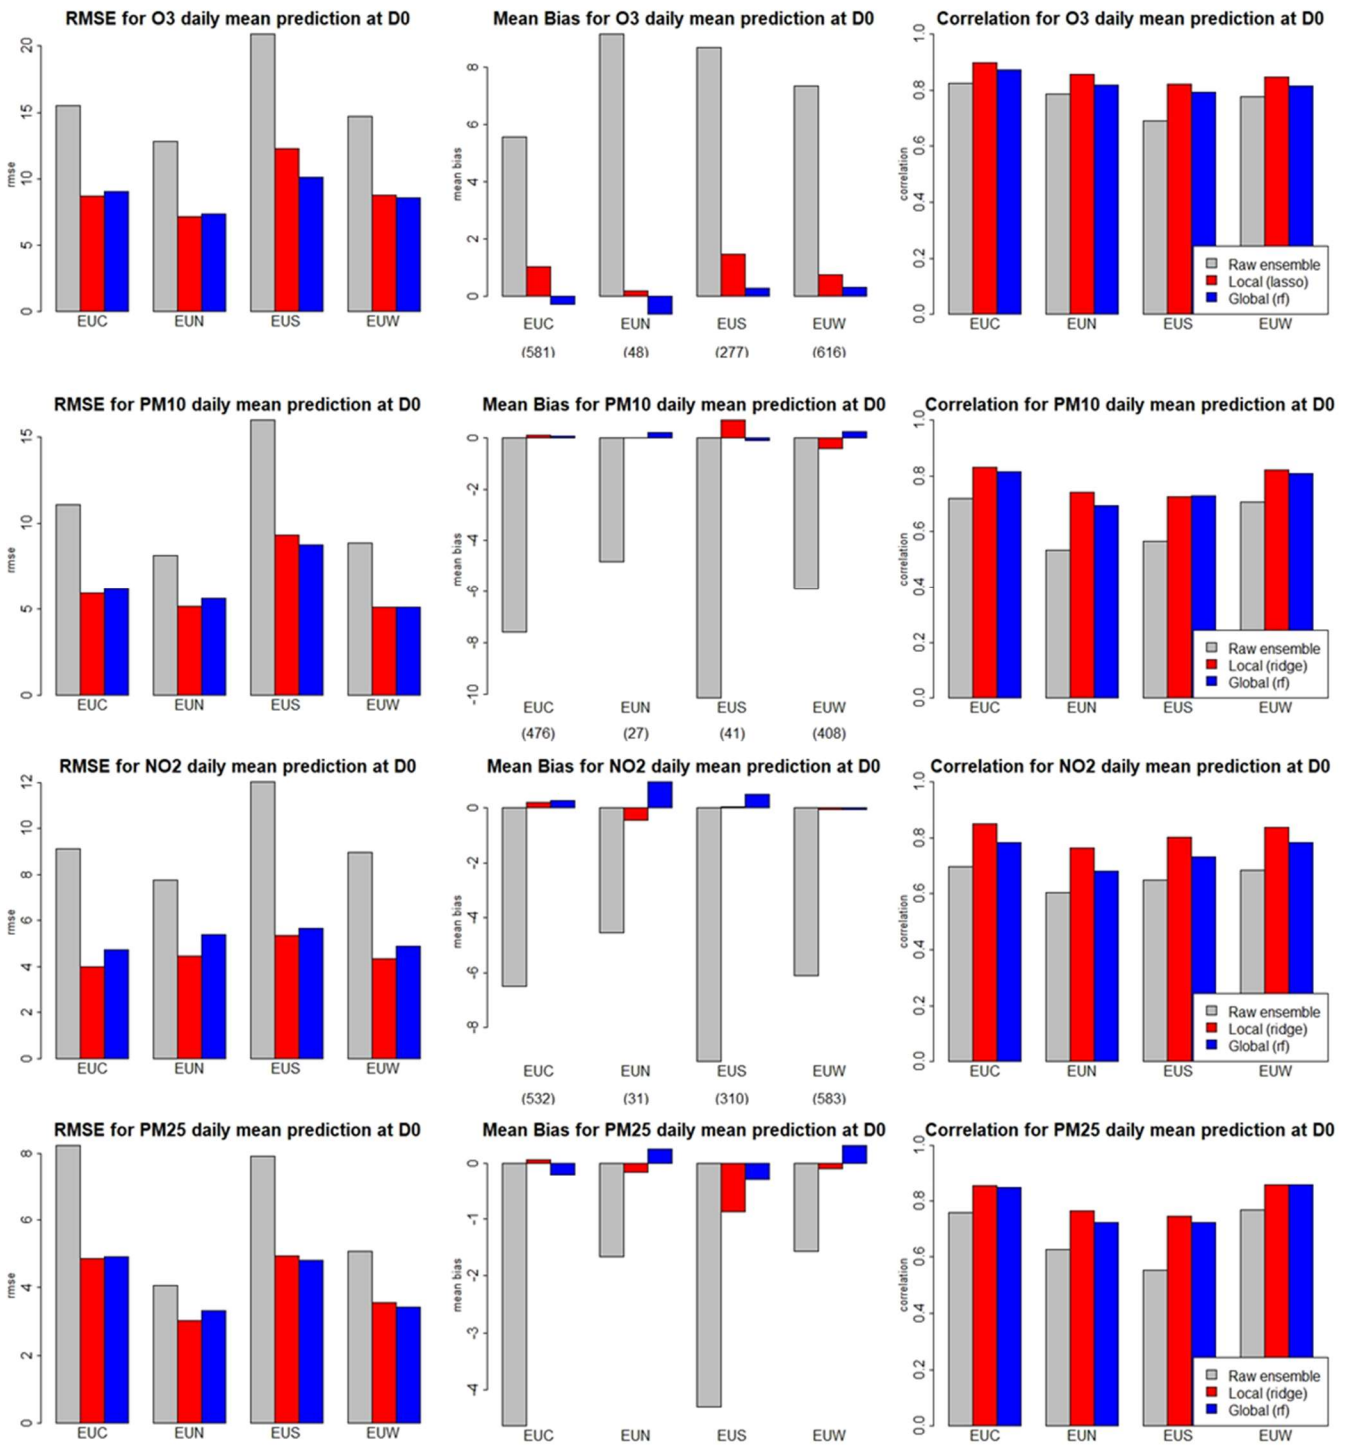 RMSE for O3 daily mean prediction at D0
rmse
0 5 10 15 20
EUC EUN EUS EUW
Mean Bias for O3 daily mean prediction at D0
mean bias
0 2 4 6 8
EUC EUN EUS EUW
(581) (48) (277) (616)
Correlation for O3 daily mean prediction at D0
correlation
0.0 0.2 0.4 0.6 0.8 1.0
Raw ensemble
Local (lasso)
Global (rf)
EUC EUN EUS EUW
RMSE for PM10 daily mean prediction at D0
rmse
0 5 10 15
EUC EUN EUS EUW
Mean Bias for PM10 daily mean prediction at D0
mean bias
-10 -8 -6 -4 -2 0
EUC EUN EUS EUW
(476) (27) (41) (408)
Correlation for PM10 daily mean prediction at D0
correlation
0.0 0.2 0.4 0.6 0.8 1.0
Raw ensemble
Local (ridge)
Global (rf)
EUC EUN EUS EUW
RMSE for NO2 daily mean prediction at D0
rmse
0 2 4 6 8 10 12
EUC EUN EUS EUW
Mean Bias for NO2 daily mean prediction at D0
mean bias
-8 -6 -4 -2 0
EUC EUN EUS EUW
(532) (31) (310) (583)
Correlation for NO2 daily mean prediction at D0
correlation
0.0 0.2 0.4 0.6 0.8 1.0
Raw ensemble
Local (ridge)
Global (rf)
EUC EUN EUS EUW
RMSE for PM25 daily mean prediction at D0
rmse
0 2 4 6 8
EUC EUN EUS EUW
Mean Bias for PM25 daily mean prediction at D0
mean bias
-4 -3 -2 -1 0
EUC EUN EUS EUW
Correlation for PM25 daily mean prediction at D0
correlation
0.0 0.2 0.4 0.6 0.8 1.0
Raw ensemble
Local (ridge)
Global (rf)
EUC EUN EUS EUW